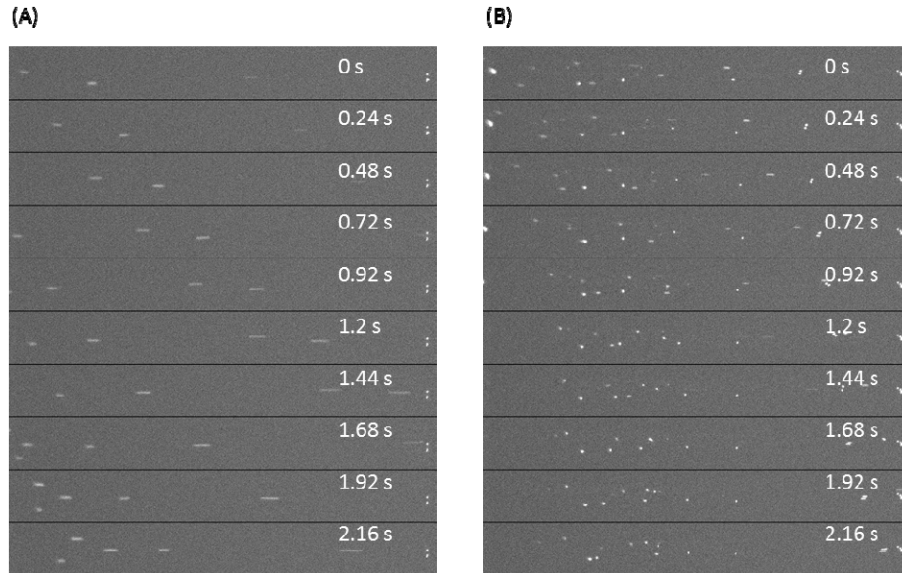 (A) (B)
0 s 0 s
0.24 s 0.24 s
0.48 s 0.48 s
0.72 s 0.72 s
0.92 s 0.92 s
1.2 s 1.2 s
1.44 s 1.44 s
1.68 s 1.68 s
1.92 s 1.92 s
2.16 s 2.16 s